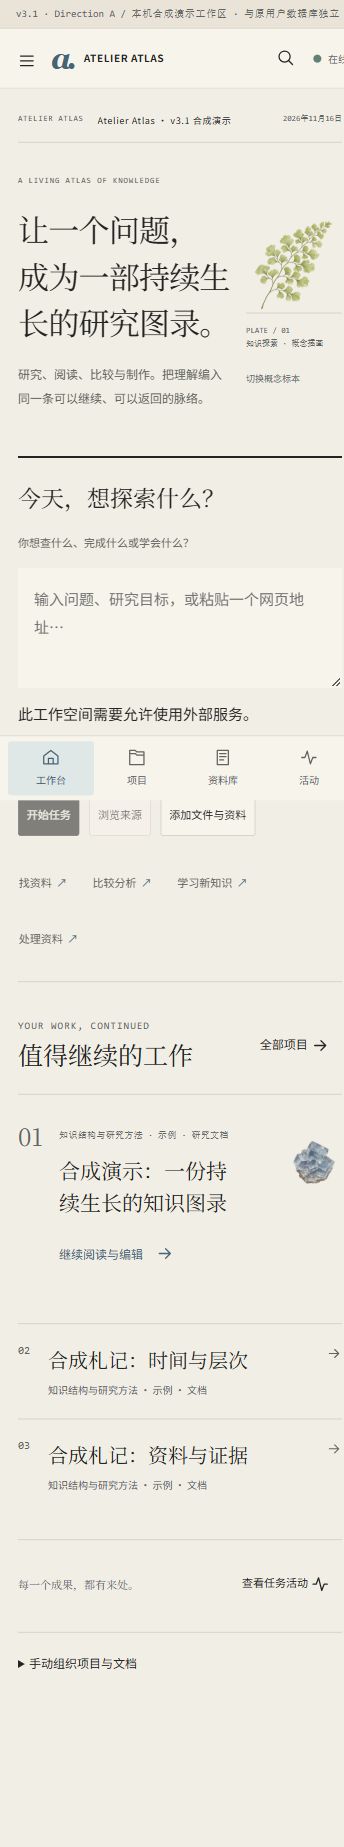 v3.1 · Direction A / 本机合成演示工作区 · 与原用户数据库独立
a. ATELIER ATLAS
在线
ATELIER ATLAS Atelier Atlas · v3.1 合成演示 2026年11月16日
A LIVING ATLAS OF KNOWLEDGE
让一个问题,
成为一部持续生
长的研究图录。
PLATE / 01
知识探索 · 概念插画
切换概念标本
研究、阅读、比较与制作。把理解编入
同一条可以继续、可以返回的脉络。
今天，想探索什么？
你想查什么、完成什么或学会什么？
输入问题、研究目标，或粘贴一个网页地
址…
此工作空间需要允许使用外部服务。
工作台 项目 资料库 活动
开始任务 浏览来源 添加文件与资料
找资料 ↗ 比较分析 ↗ 学习新知识 ↗
处理资料 ↗
YOUR WORK, CONTINUED
值得继续的工作
全部项目 →
01
知识结构与研究方法 · 示例 · 研究文档
合成演示：一份持
续生长的知识图录
继续阅读与编辑 →
02 合成札记：时间与层次 →
知识结构与研究方法 · 示例 · 文档
03 合成札记：资料与证据 →
知识结构与研究方法 · 示例 · 文档
每一个成果，都有来处。 查看任务活动
▶ 手动组织项目与文档